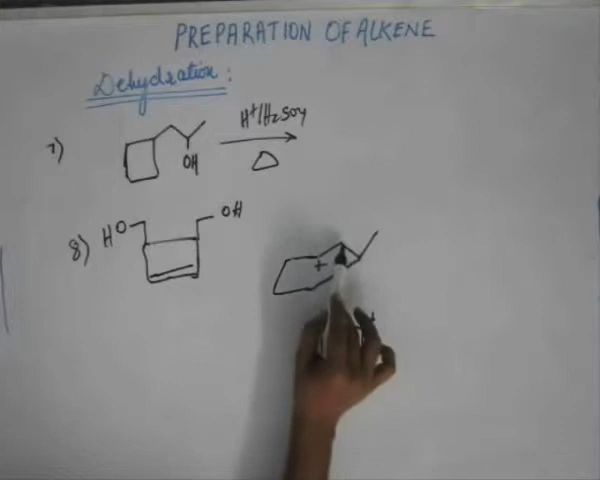 PREPARATION OF ALKENE
Dehydration:
7)
H+/H2SO4
OH
△
8) HO
OH
+